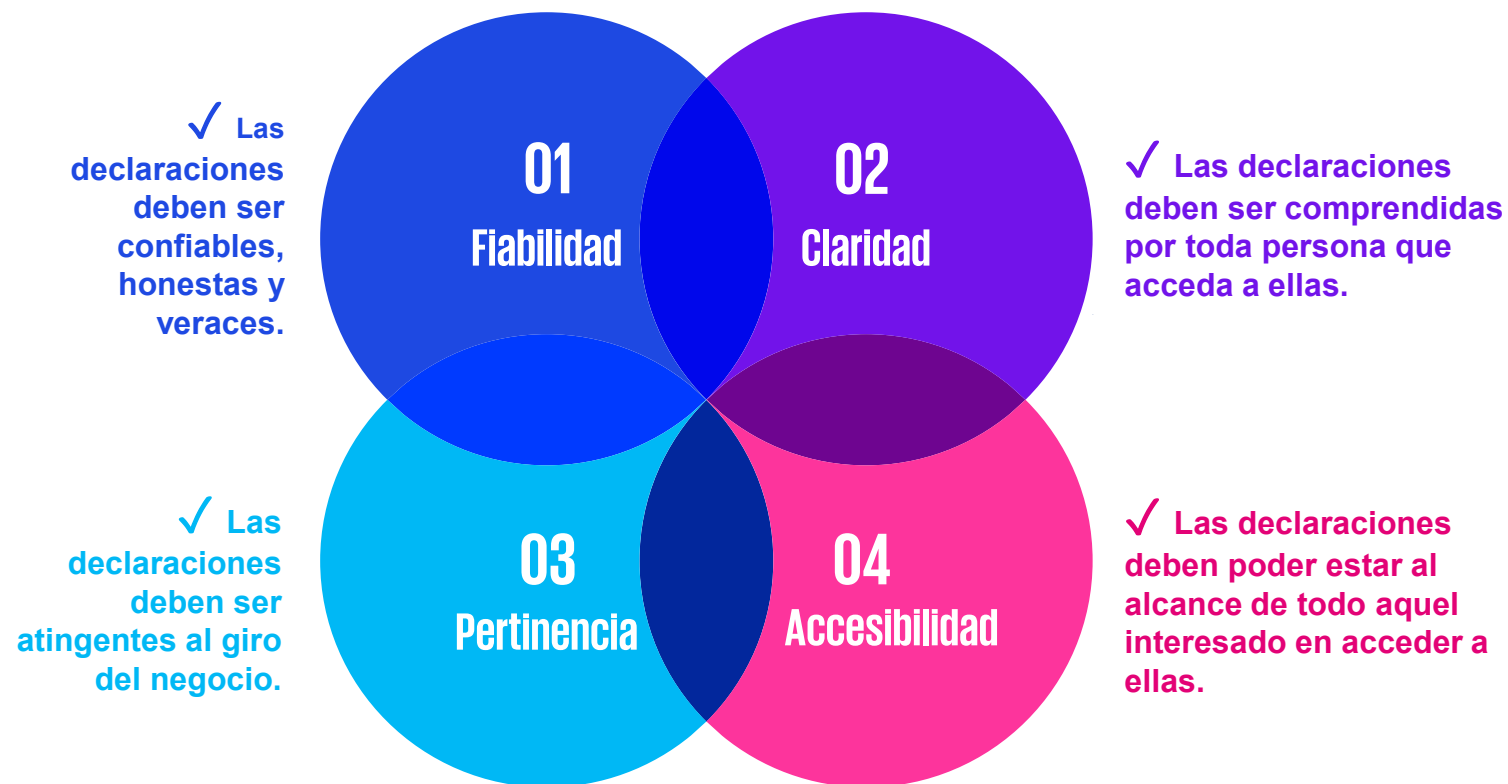 ✓ Las
declaraciones
deben ser
confiables,
honestas y
veraces.
01
Fiabilidad
02
Claridad
✓ Las declaraciones
deben ser comprendidas
por toda persona que
acceda a ellas.
✓ Las
declaraciones
deben ser
atingentes al giro
del negocio.
03
Pertinencia
04
Accesibilidad
✓ Las declaraciones
deben poder estar al
alcance de todo aquel
interesado en acceder a
ellas.